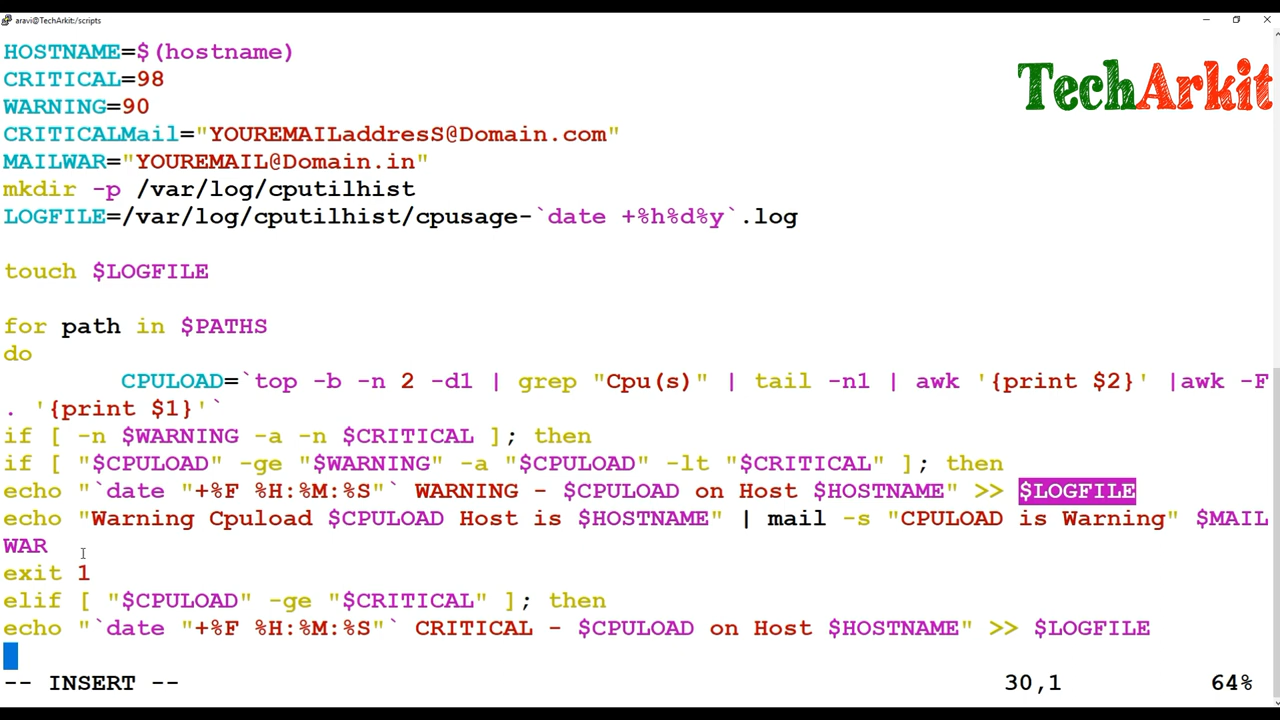 aravi@TechArkit:/scripts
TechArkit
HOSTNAME=$(hostname)
CRITICAL=98
WARNING=90
CRITICALMail="YOUREMAILaddresS@Domain.com"
MAILWAR="YOUREMAIL@Domain.in"
mkdir -p /var/log/cputilhist
LOGFILE=/var/log/cputilhist/cpusage-`date +%h%d%y`.log
touch $LOGFILE
for path in $PATHS
do
        CPULOAD=`top -b -n 2 -d1 | grep "Cpu(s)" | tail -n1 | awk '{print $2}' |awk -F
. '{print $1}'`
if [ -n $WARNING -a -n $CRITICAL ]; then
if [ "$CPULOAD" -ge "$WARNING" -a "$CPULOAD" -lt "$CRITICAL" ]; then
echo "`date "+%F %H:%M:%S"` WARNING - $CPULOAD on Host $HOSTNAME" >> $LOGFILE
echo "Warning Cpuload $CPULOAD Host is $HOSTNAME" | mail -s "CPULOAD is Warning" $MAIL
WAR
exit 1
elif [ "$CPULOAD" -ge "$CRITICAL" ]; then
echo "`date "+%F %H:%M:%S"` CRITICAL - $CPULOAD on Host $HOSTNAME" >> $LOGFILE
-- INSERT -- 30,1 64%